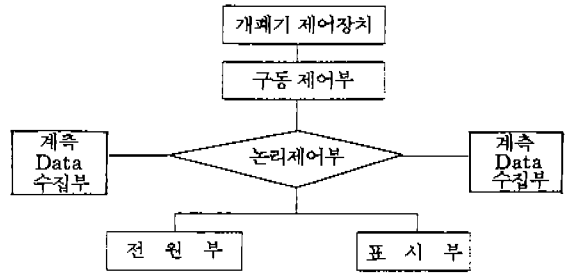 개폐기 제어장치
구동 제어부
계측
Data
수집부
논리제어부
계측
Data
수집부
전 원 부
표 시 부